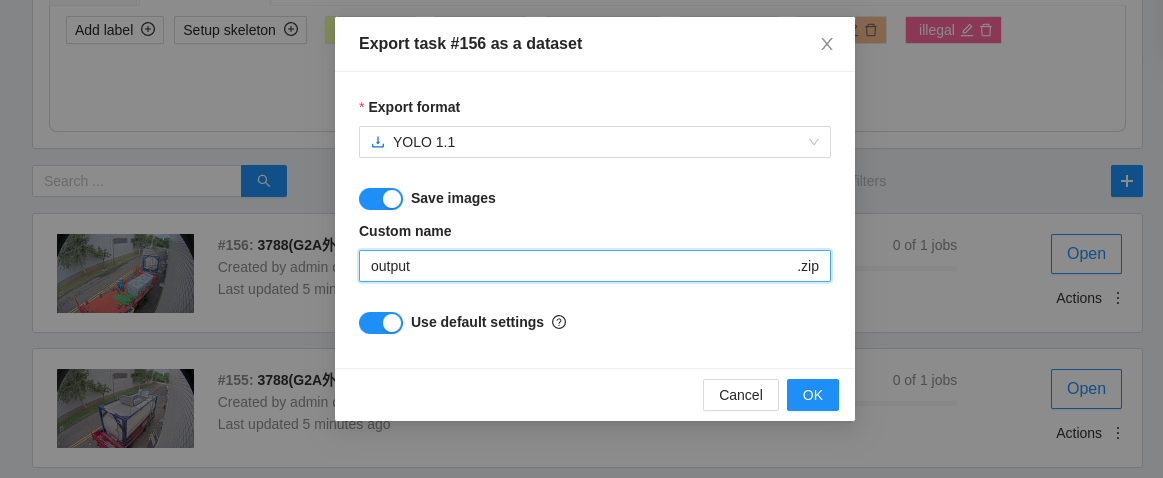 Add label
Setup skeleton
illegal
Export task #156 as a dataset
* Export format
YOLO 1.1
Save images
Custom name
output .zip
Use default settings
Cancel
OK
Search ...
filters
#156: 3788(G2A外
Created by admin
Last updated 5 min
0 of 1 jobs
Open
Actions
#155: 3788(G2A外
Created by admin
Last updated 5 minutes ago
0 of 1 jobs
Open
Actions